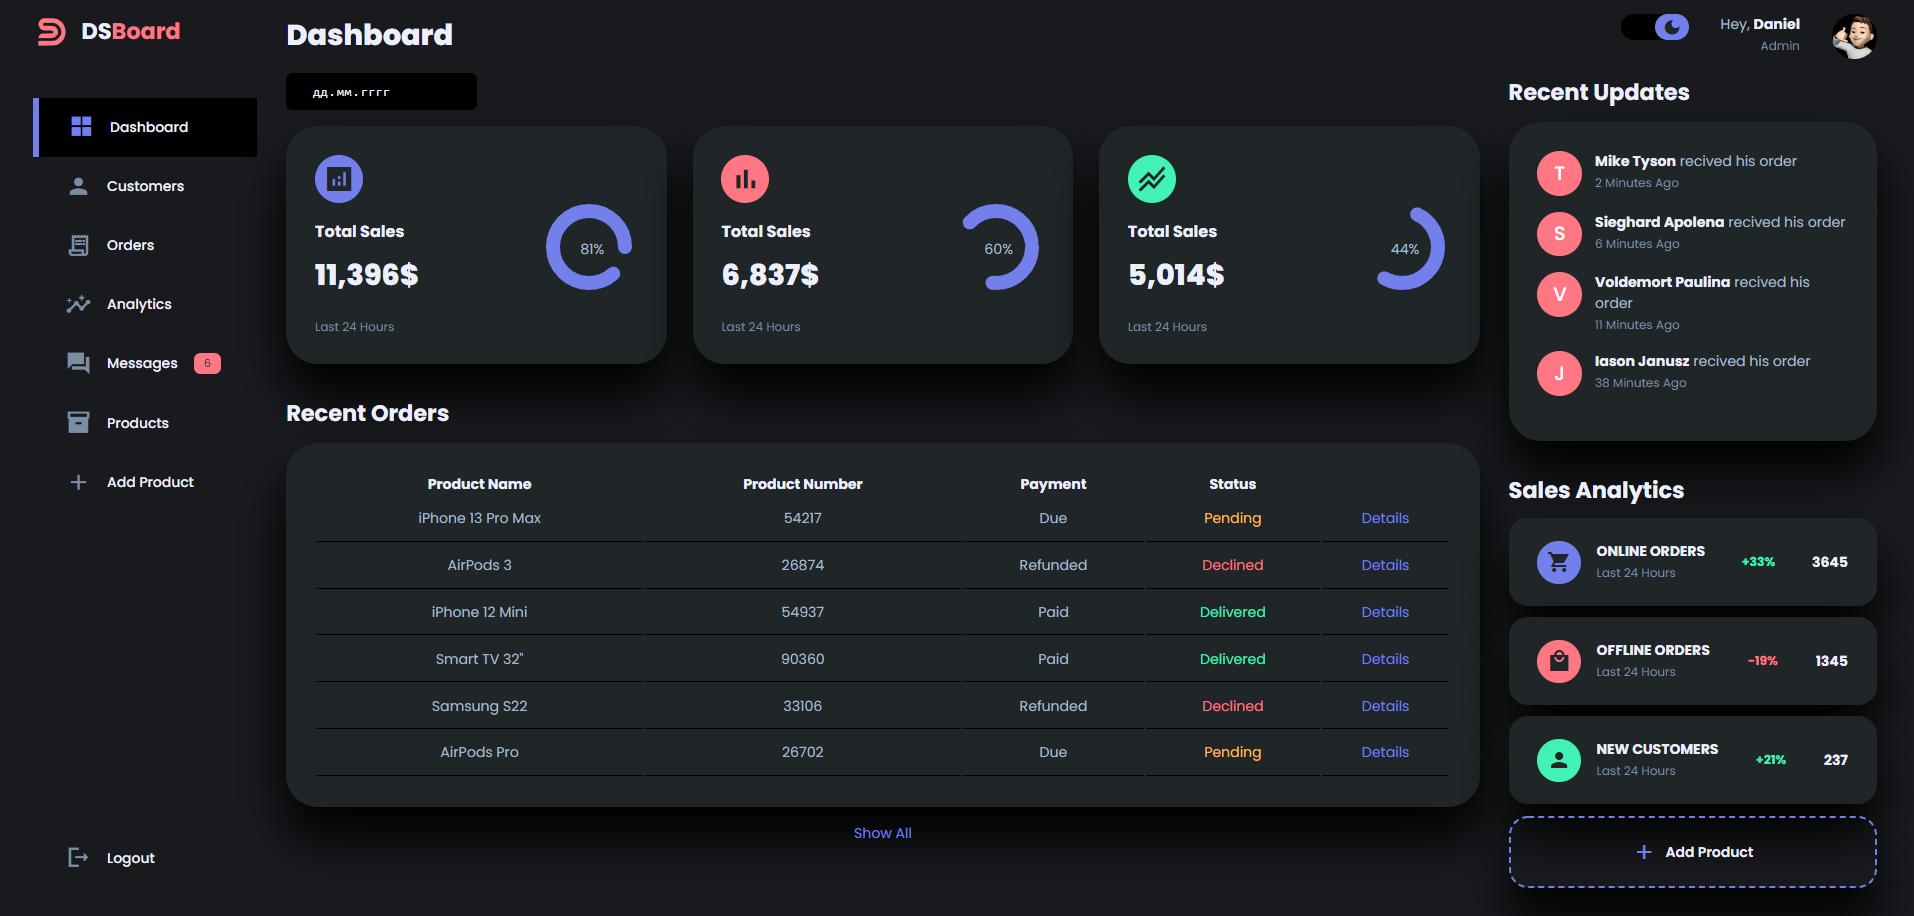 DSBoard
Dashboard
Customers
Orders
Analytics
Messages 6
Products
Add Product
Logout
Dashboard
дд.мм.гггг
Total Sales
11,396$
81%
Last 24 Hours
Total Sales
6,837$
60%
Last 24 Hours
Total Sales
5,014$
44%
Last 24 Hours
Recent Orders
Product Name Product Number Payment Status
iPhone 13 Pro Max 54217 Due Pending Details
AirPods 3 26874 Refunded Declined Details
iPhone 12 Mini 54937 Paid Delivered Details
Smart TV 32" 90360 Paid Delivered Details
Samsung S22 33106 Refunded Declined Details
AirPods Pro 26702 Due Pending Details
Show All
Hey, Daniel
Admin
Recent Updates
T Mike Tyson recived his order
2 Minutes Ago
S Sieghard Apolena recived his order
6 Minutes Ago
V Voldemort Paulina recived his
order
11 Minutes Ago
J Iason Janusz recived his order
38 Minutes Ago
Sales Analytics
ONLINE ORDERS +33% 3645
Last 24 Hours
OFFLINE ORDERS -19% 1345
Last 24 Hours
NEW CUSTOMERS +21% 237
Last 24 Hours
Add Product